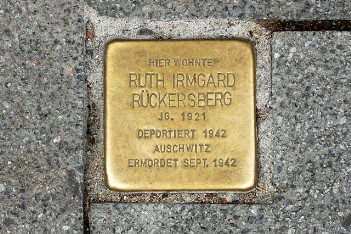 HIER WOHNTE
RUTH IRMGARD
RÜCKERSBERG
JG. 1921
DEPORTIERT 1942
AUSCHWITZ
ERMORDET SEPT. 1942